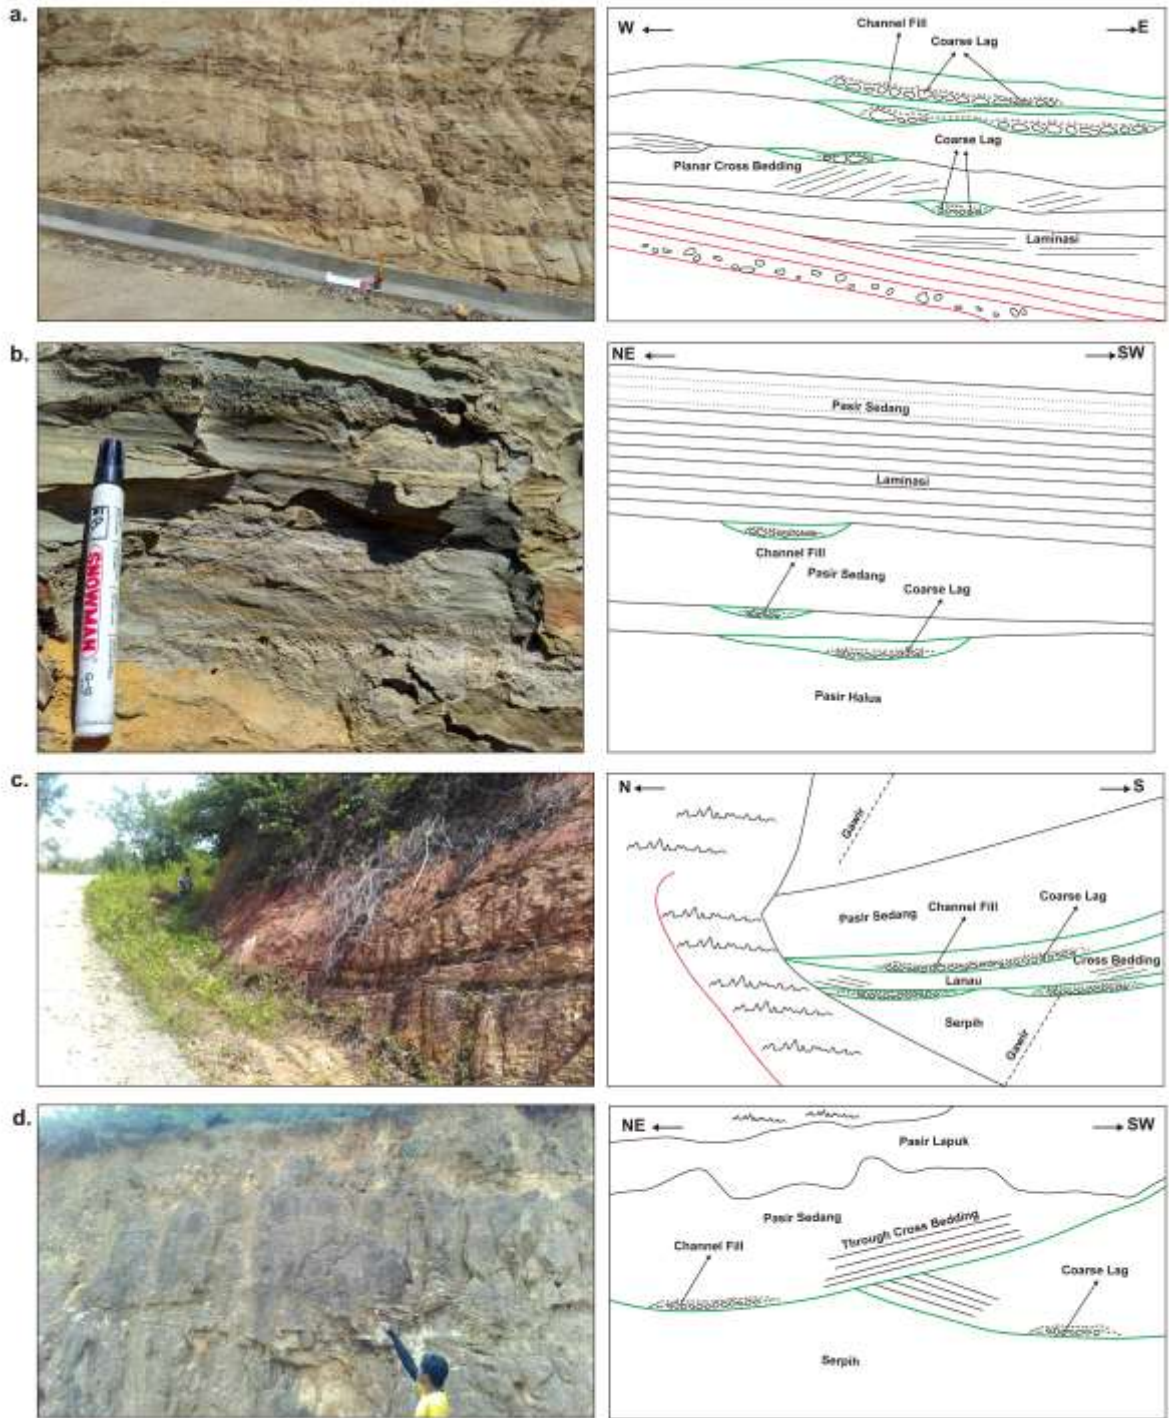 a.
W
E
Channel Fill
Coarse Lag
Coarse Lag
Planar Cross Bedding
Laminasi
b.
SNOWMAN
NE
SW
Pasir Sedang
Laminasi
Channel Fill
Pasir Sedang
Coarse Lag
Pasir Halus
c.
N
S
Gawir
Pasir Sedang
Channel Fill
Coarse Lag
Cross Bedding
Lanau
Serpih
Gawir
d.
NE
SW
Pasir Lapuk
Pasir Sedang
Through Cross Bedding
Channel Fill
Coarse Lag
Serpih